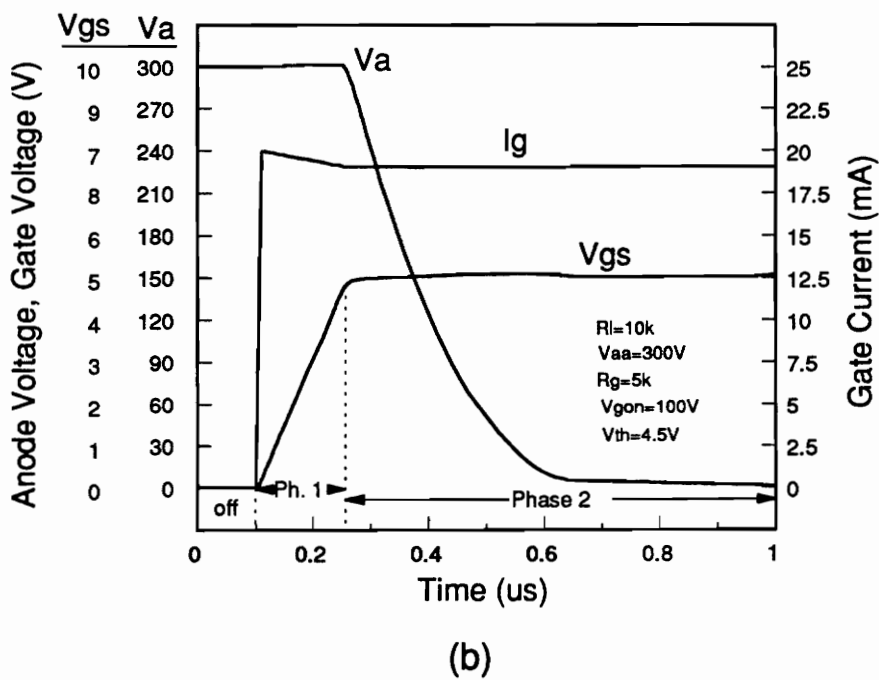 Vgs Va
10 300 25
9 270 22.5
7 240 20
8 210 17.5
6 180 15
5 150 12.5
4 120 10
3 90 7.5
2 60 5
1 30 2.5
0 0 0
Anode Voltage, Gate Voltage (V)
Gate Current (mA)
Va
Ig
Vgs
Rl=10k
Vaa=300V
Rg=5k
Vgon=100V
Vth=4.5V
off
Ph. 1
Phase 2
0 0.2 0.4 0.6 0.8 1
Time (us)
(b)